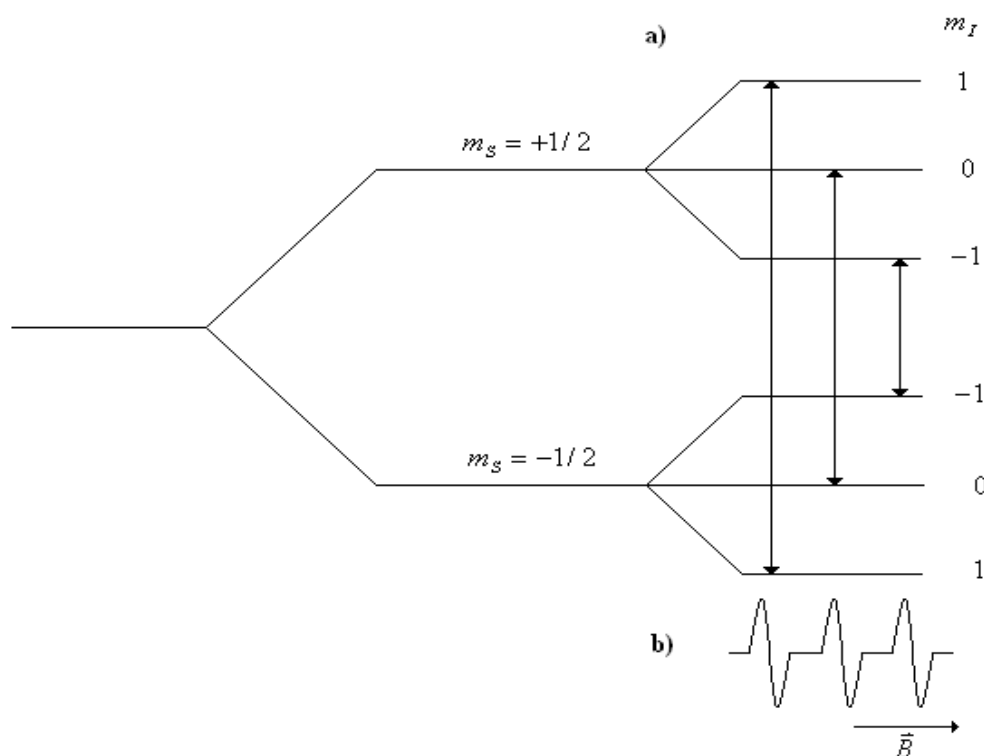 a)
m_I
1
m_S = +1/2
0
−1
−1
m_S = −1/2
0
1
b)
B⃗